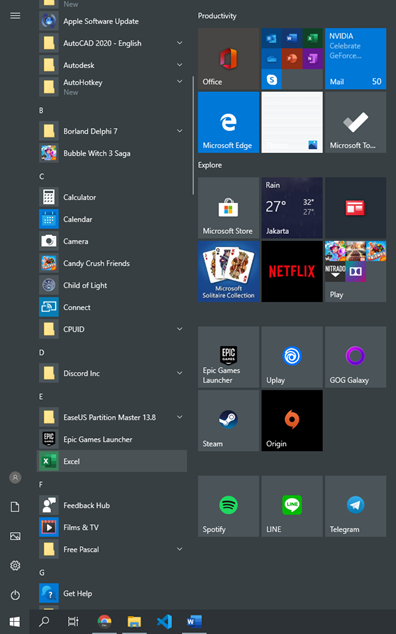 New
Apple Software Update
AutoCAD 2020 - English
Autodesk
AutoHotkey
New
B
Borland Delphi 7
Bubble Witch 3 Saga
C
Calculator
Calendar
Camera
Candy Crush Friends
Child of Light
Connect
CPUID
D
Discord Inc
E
EaseUS Partition Master 13.8
Epic Games Launcher
Excel
F
Feedback Hub
Films & TV
Free Pascal
G
Get Help
Productivity
Office
NVIDIA
Celebrate
GeForce...
Mail 50
Microsoft Edge
Microsoft To...
Explore
Microsoft Store
Rain
27° 32°
27°
Jakarta
Microsoft
Solitaire Collection
NETFLIX
NITRADO
Play
EPIC
GAMES
Epic Games
Launcher
Uplay
GOG Galaxy
Steam
Origin
Spotify
LINE
LINE
Telegram